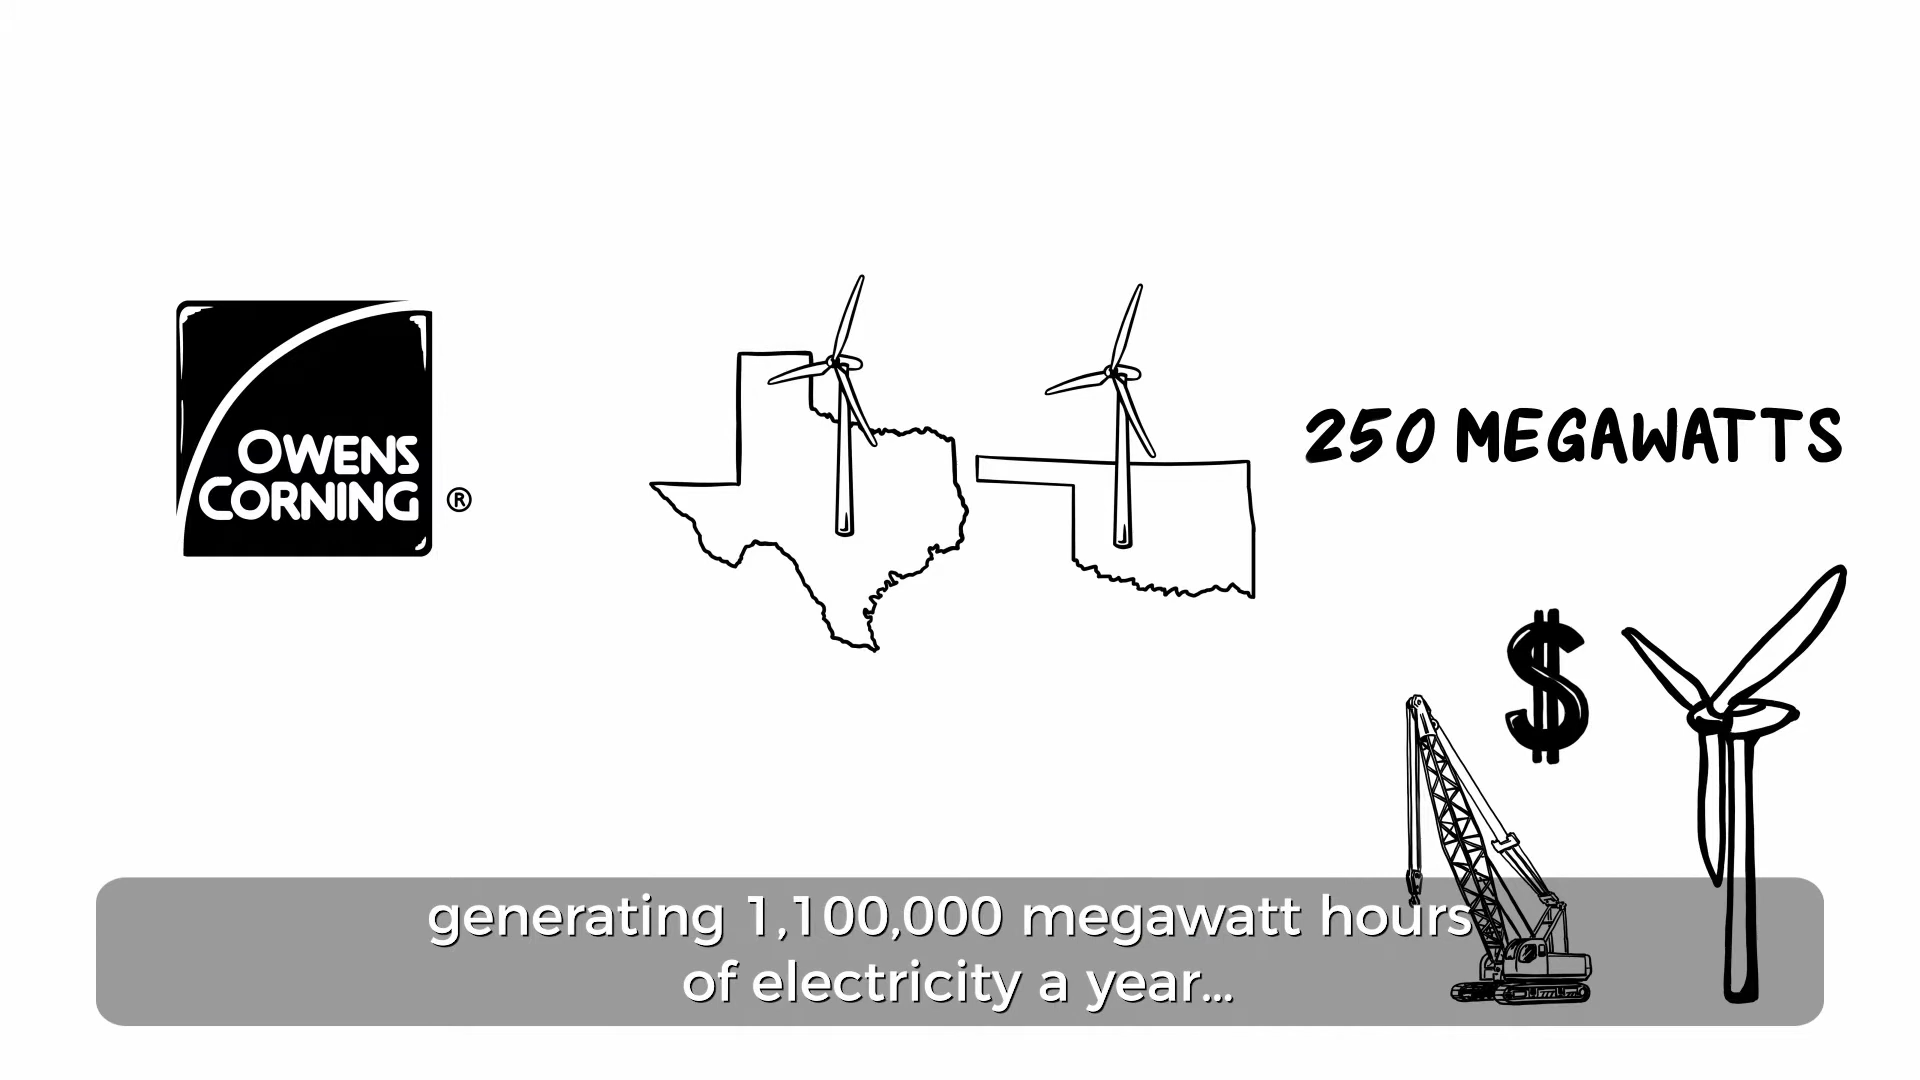 OWENS
CORNING ®
250 MEGAWATTS
$
generating 1,100,000 megawatt hours
of electricity a year...